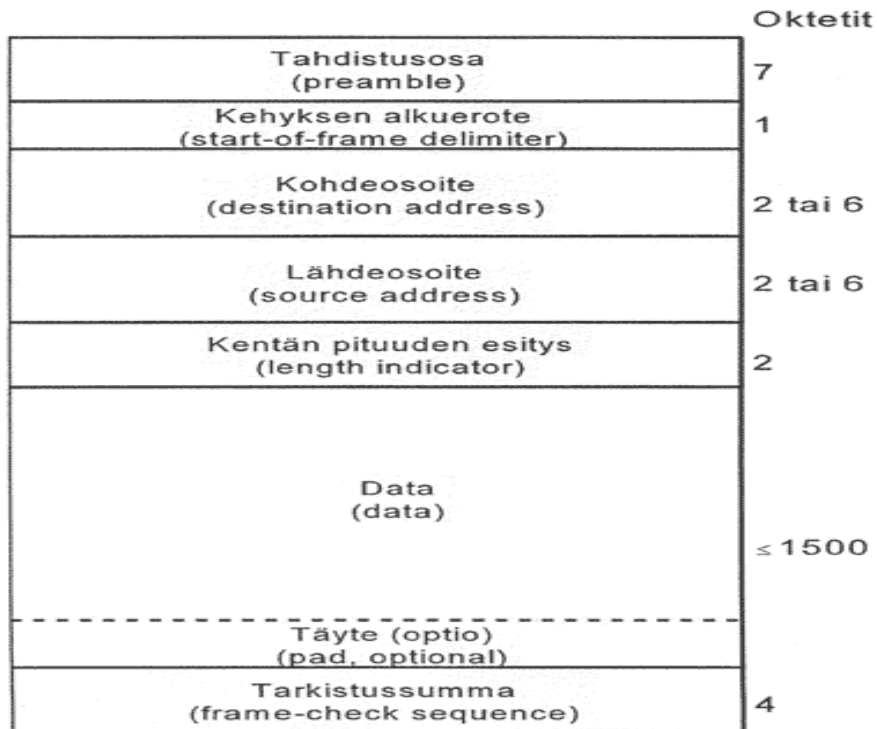 Oktetit
Tahdistusosa
(preamble)
7
Kehyksen alkuerote
(start-of-frame delimiter)
1
Kohdeosoite
(destination address)
2 tai 6
Lähdeosoite
(source address)
2 tai 6
Kentän pituuden esitys
(length indicator)
2
Data
(data)
≤ 1500
Täyte (optio)
(pad, optional)
Tarkistussumma
(frame-check sequence)
4